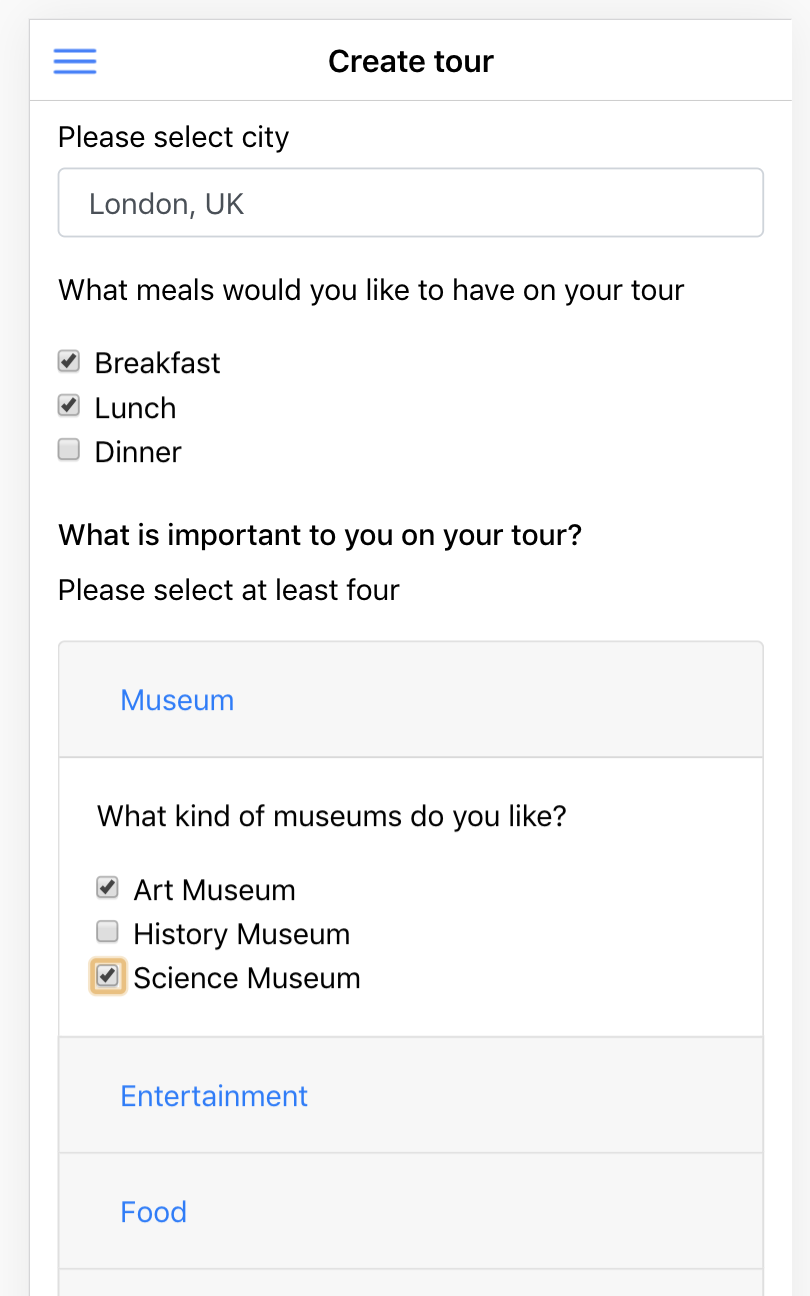 Create tour
Please select city
London, UK
What meals would you like to have on your tour
Breakfast
Lunch
Dinner
What is important to you on your tour?
Please select at least four
Museum
What kind of museums do you like?
Art Museum
History Museum
Science Museum
Entertainment
Food